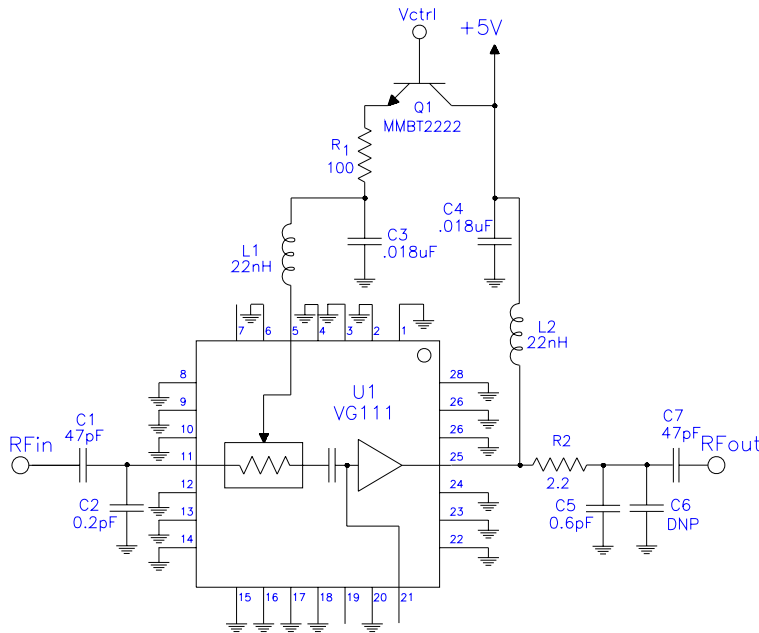 Vctrl
+5V
Q1
MMBT2222
R1
100
C4
.018uF
C3
.018uF
L1
22nH
L2
22nH
7
6
5
4
3
2
1
U1
VG111
8
9
10
11
12
13
14
28
26
26
25
24
23
22
RFin
C1
47pF
C2
0.2pF
R2
2.2
C5
0.6pF
C6
DNP
C7
47pF
RFout
15
16
17
18
19
20
21